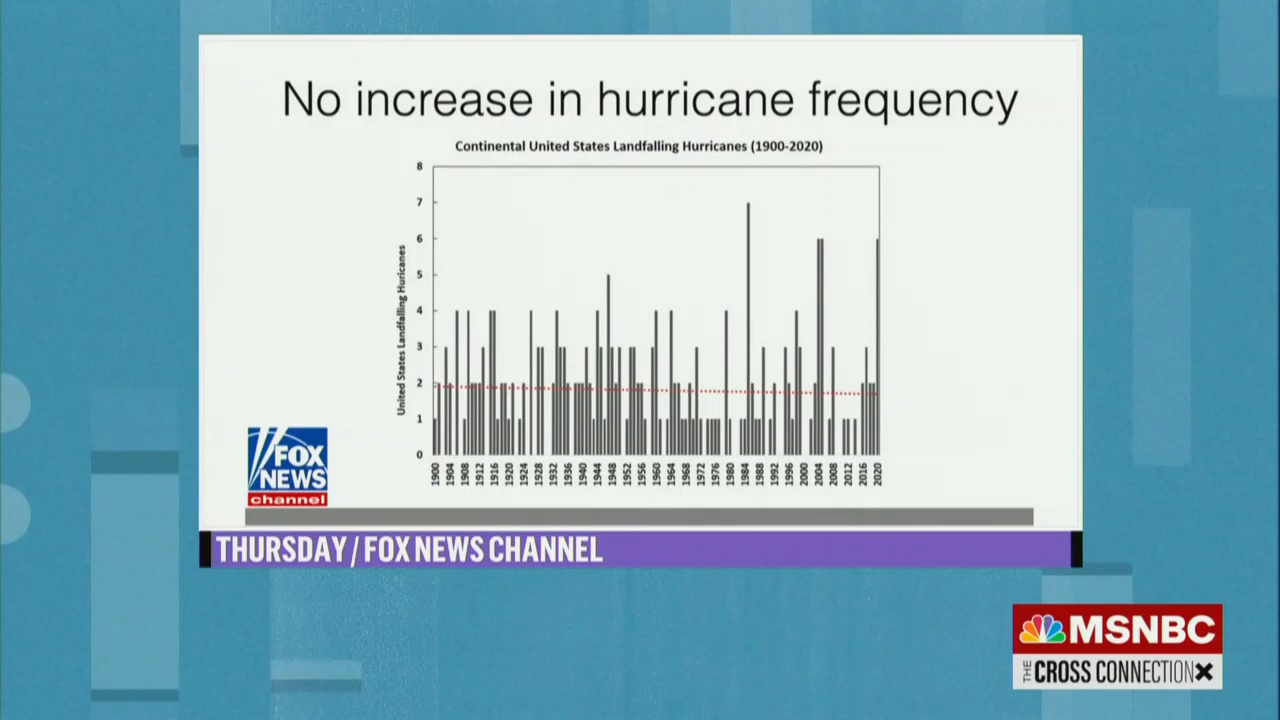 No increase in hurricane frequency
Continental United States Landfalling Hurricanes (1900-2020)
United States Landfalling Huricanes
8
7
6
5
4
3
2
1
0
1900 1904 1908 1912 1916 1920 1924 1928 1932 1936 1940 1944 1948 1952 1956 1960 1964 1968 1972 1976 1980 1984 1988 1992 1996 2000 2004 2008 2012 2016 2020
FOX
NEWS
channel
THURSDAY / FOX NEWS CHANNEL
MSNBC
THE CROSS CONNECTION